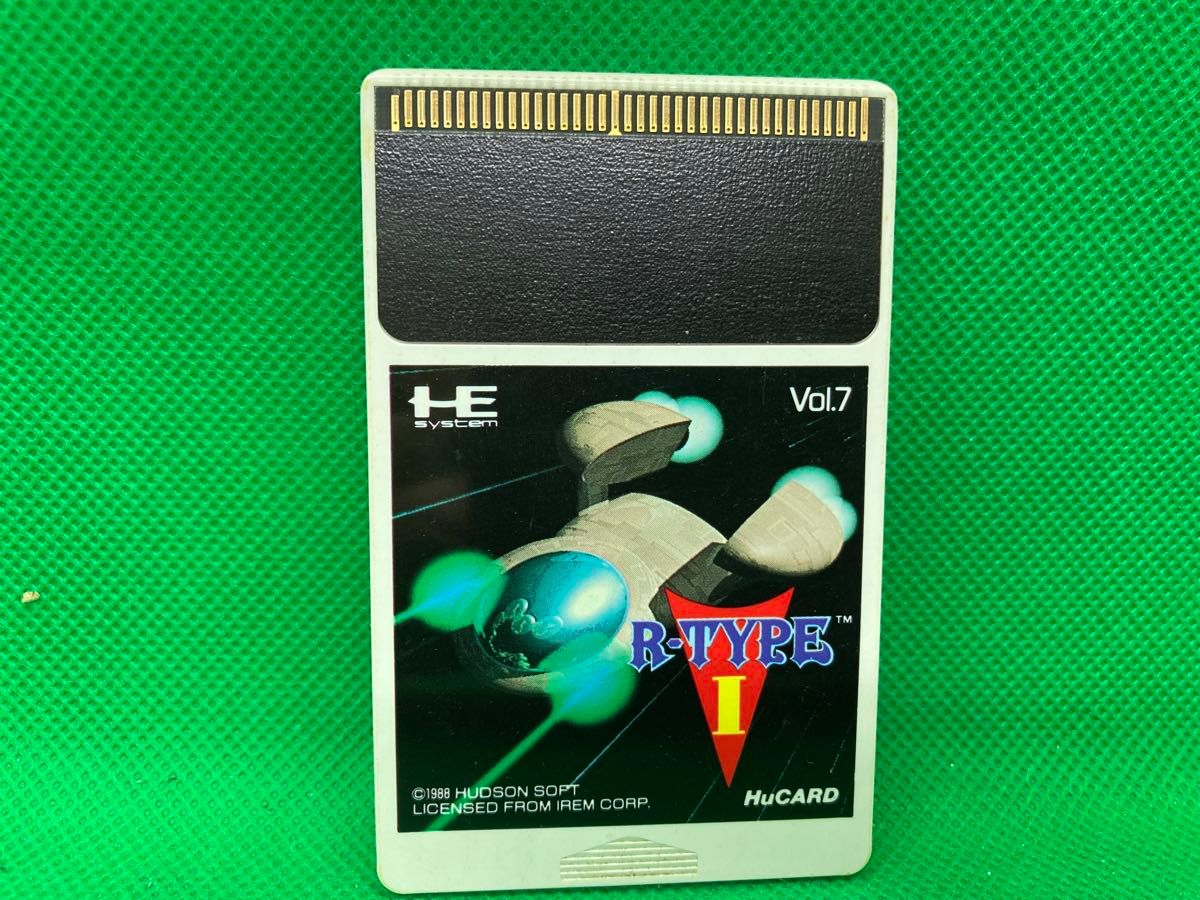 HE
system
Vol.7
R-TYPE™
I
©1988 HUDSON SOFT
LICENSED FROM IREM CORP.
HuCARD